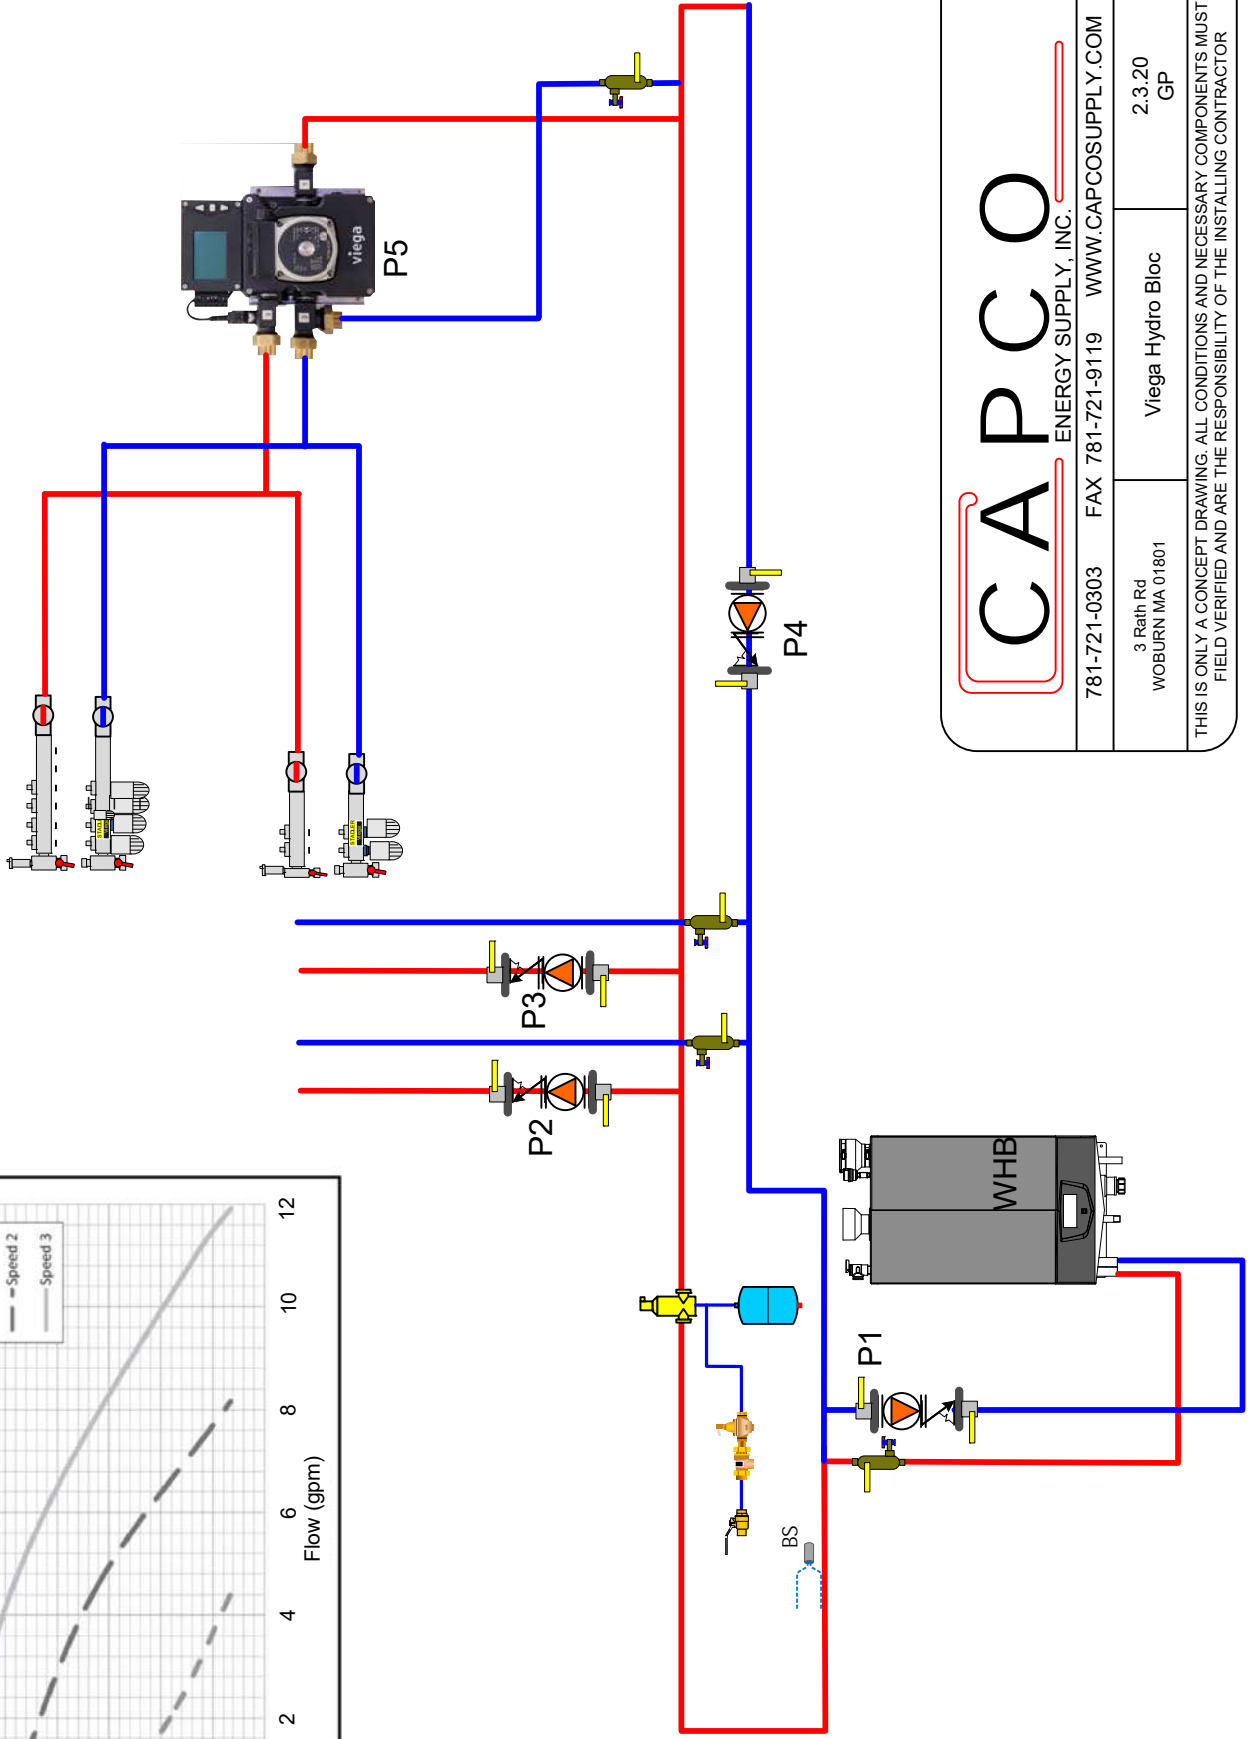 Speed 2
Speed 3
2
4
6
8
10
12
Flow (gpm)
viega
P5
P3
P2
P4
P1
WHB
BS
CAPCO
ENERGY SUPPLY, INC.
781-721-0303 FAX 781-721-9119 WWW.CAPCOSUPPLY.COM
3 Rath Rd
WOBURN MA 01801
Viega Hydro Bloc
2.3.20
GP
THIS IS ONLY A CONCEPT DRAWING. ALL CONDITIONS AND NECESSARY COMPONENTS MUST
FIELD VERIFIED AND ARE THE RESPONSIBILITY OF THE INSTALLING CONTRACTOR